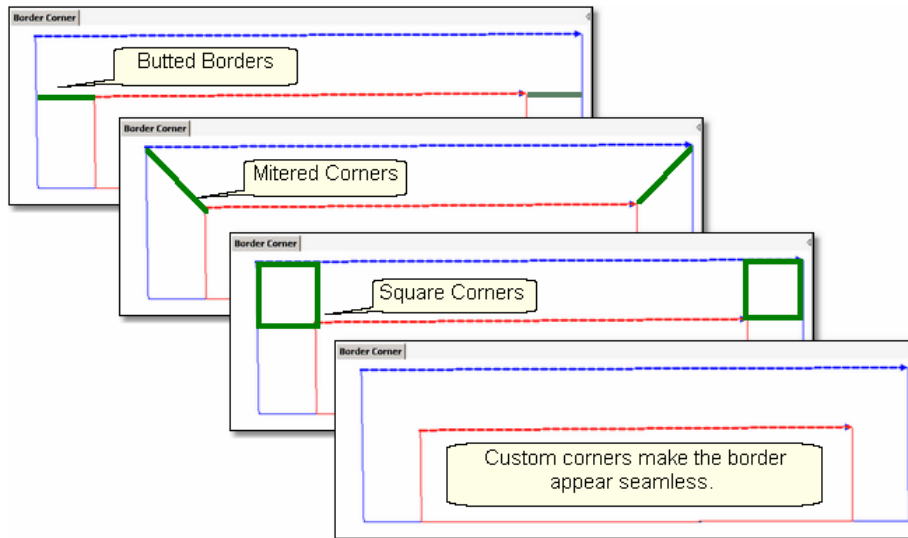 Border Corner
Butted Borders
Border Corner
Mitered Corners
Border Corner
Square Corners
Border Corner
Custom corners make the border
appear seamless.